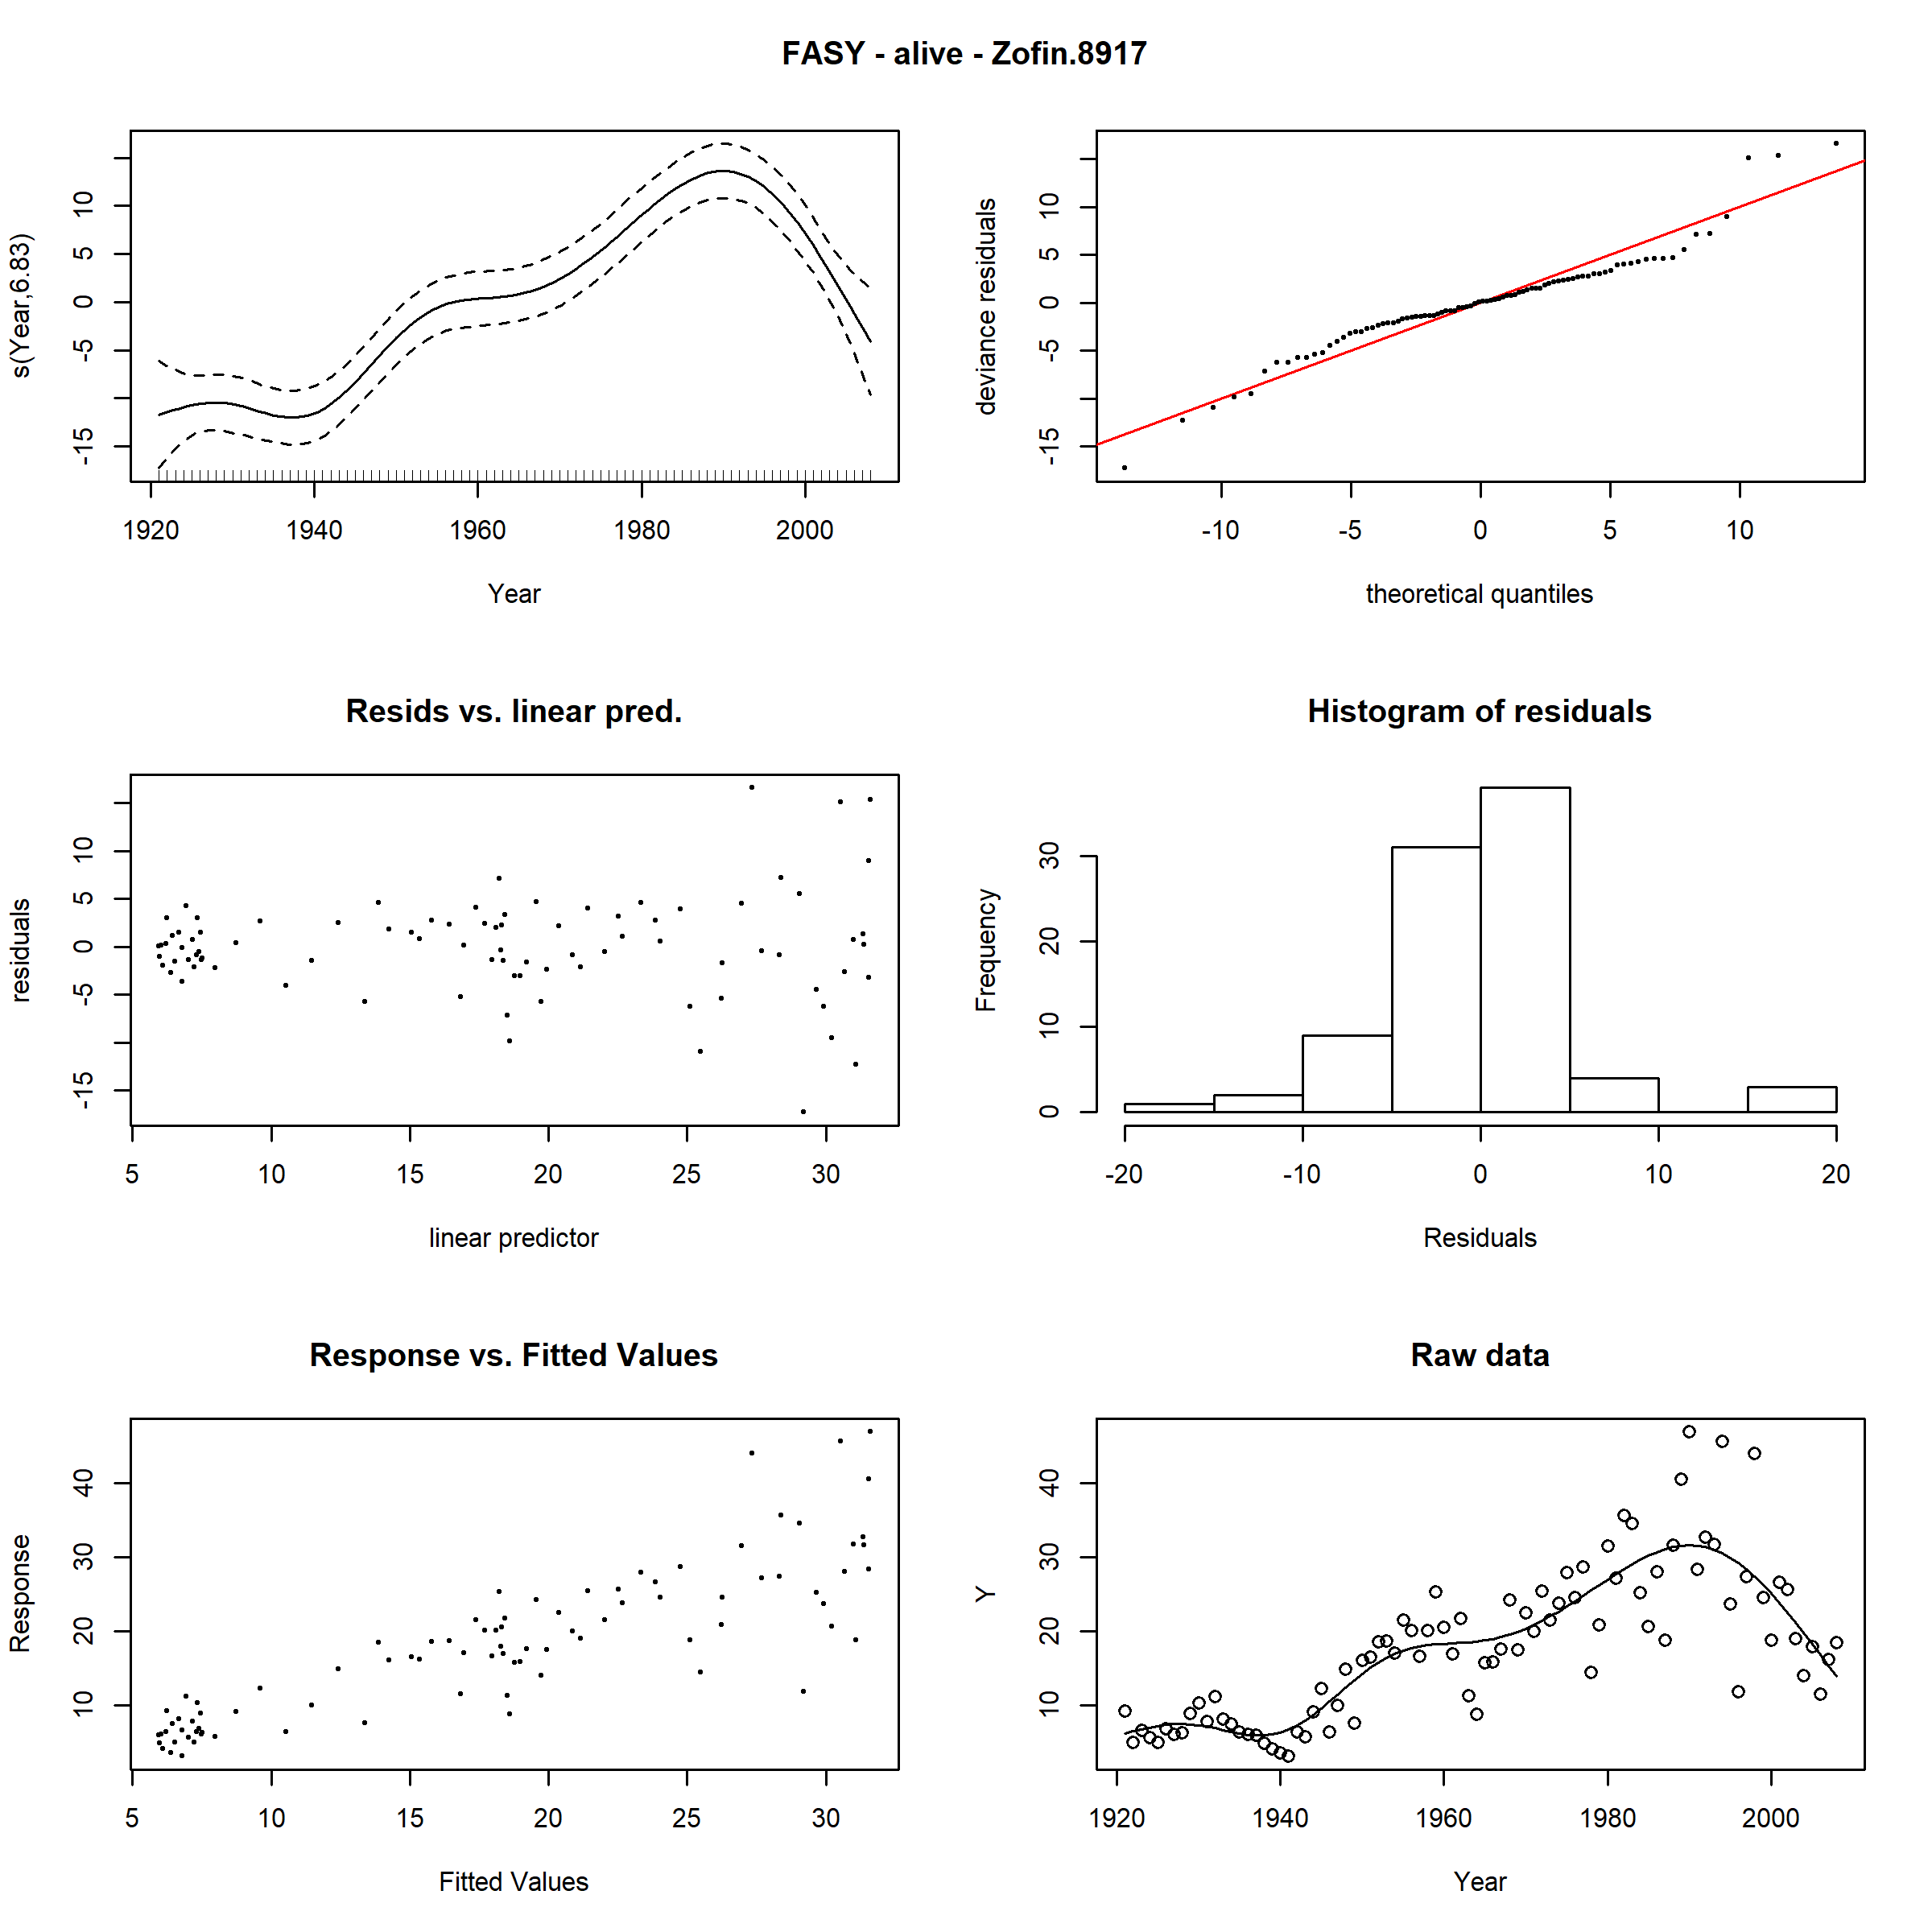 FASY - alive - Zofin.8917
s(Year,6.83)
-15 -5 0 5 10
1920 1940 1960 1980 2000
Year
deviance residuals
-15 -5 0 5 10
-10 -5 0 5 10
theoretical quantiles
Resids vs. linear pred.
residuals
-15 -5 0 5 10
5 10 15 20 25 30
linear predictor
Histogram of residuals
Frequency
0 10 20 30
-20 -10 0 10 20
Residuals
Response vs. Fitted Values
Response
10 20 30 40
5 10 15 20 25 30
Fitted Values
Raw data
Y
10 20 30 40
1920 1940 1960 1980 2000
Year